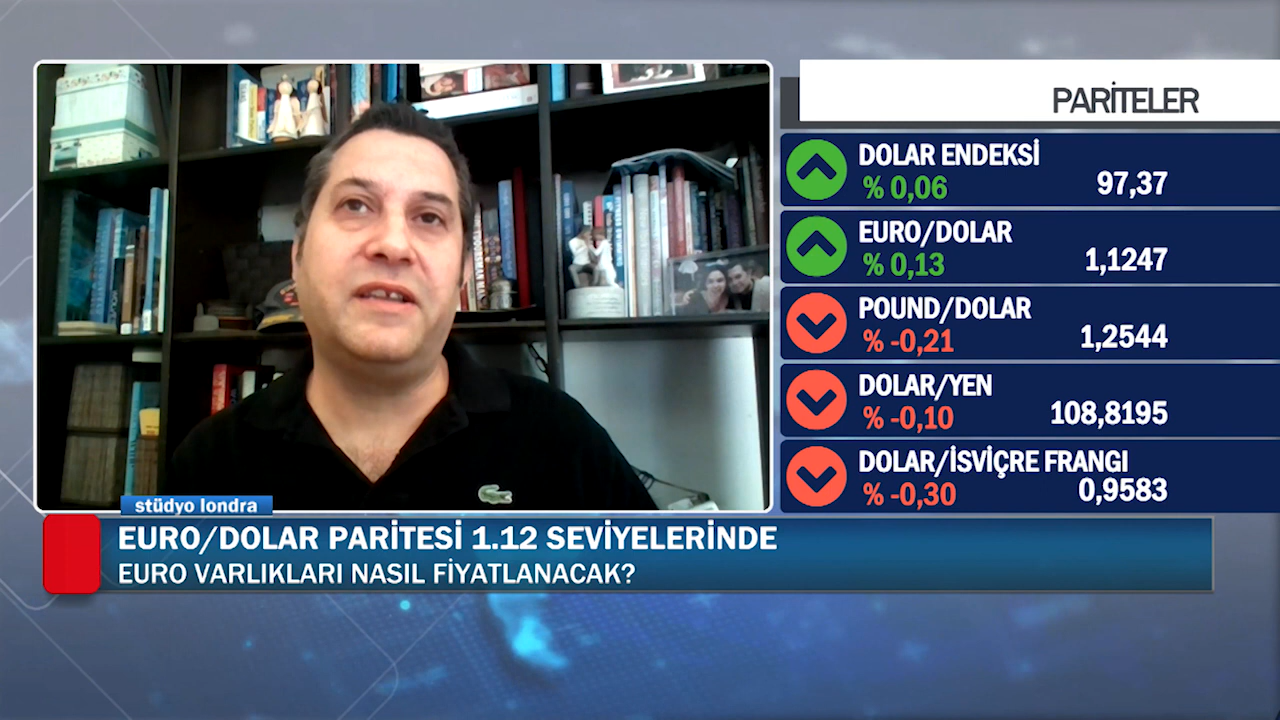 PARİTELER
DOLAR ENDEKSİ
% 0,06
97,37
EURO/DOLAR
% 0,13
1,1247
POUND/DOLAR
% -0,21
1,2544
DOLAR/YEN
% -0,10
108,8195
DOLAR/İSVİÇRE FRANGI
% -0,30
0,9583
stüdyo londra
EURO/DOLAR PARİTESİ 1.12 SEVİYELERİNDE
EURO VARLIKLARI NASIL FİYATLANACAK?